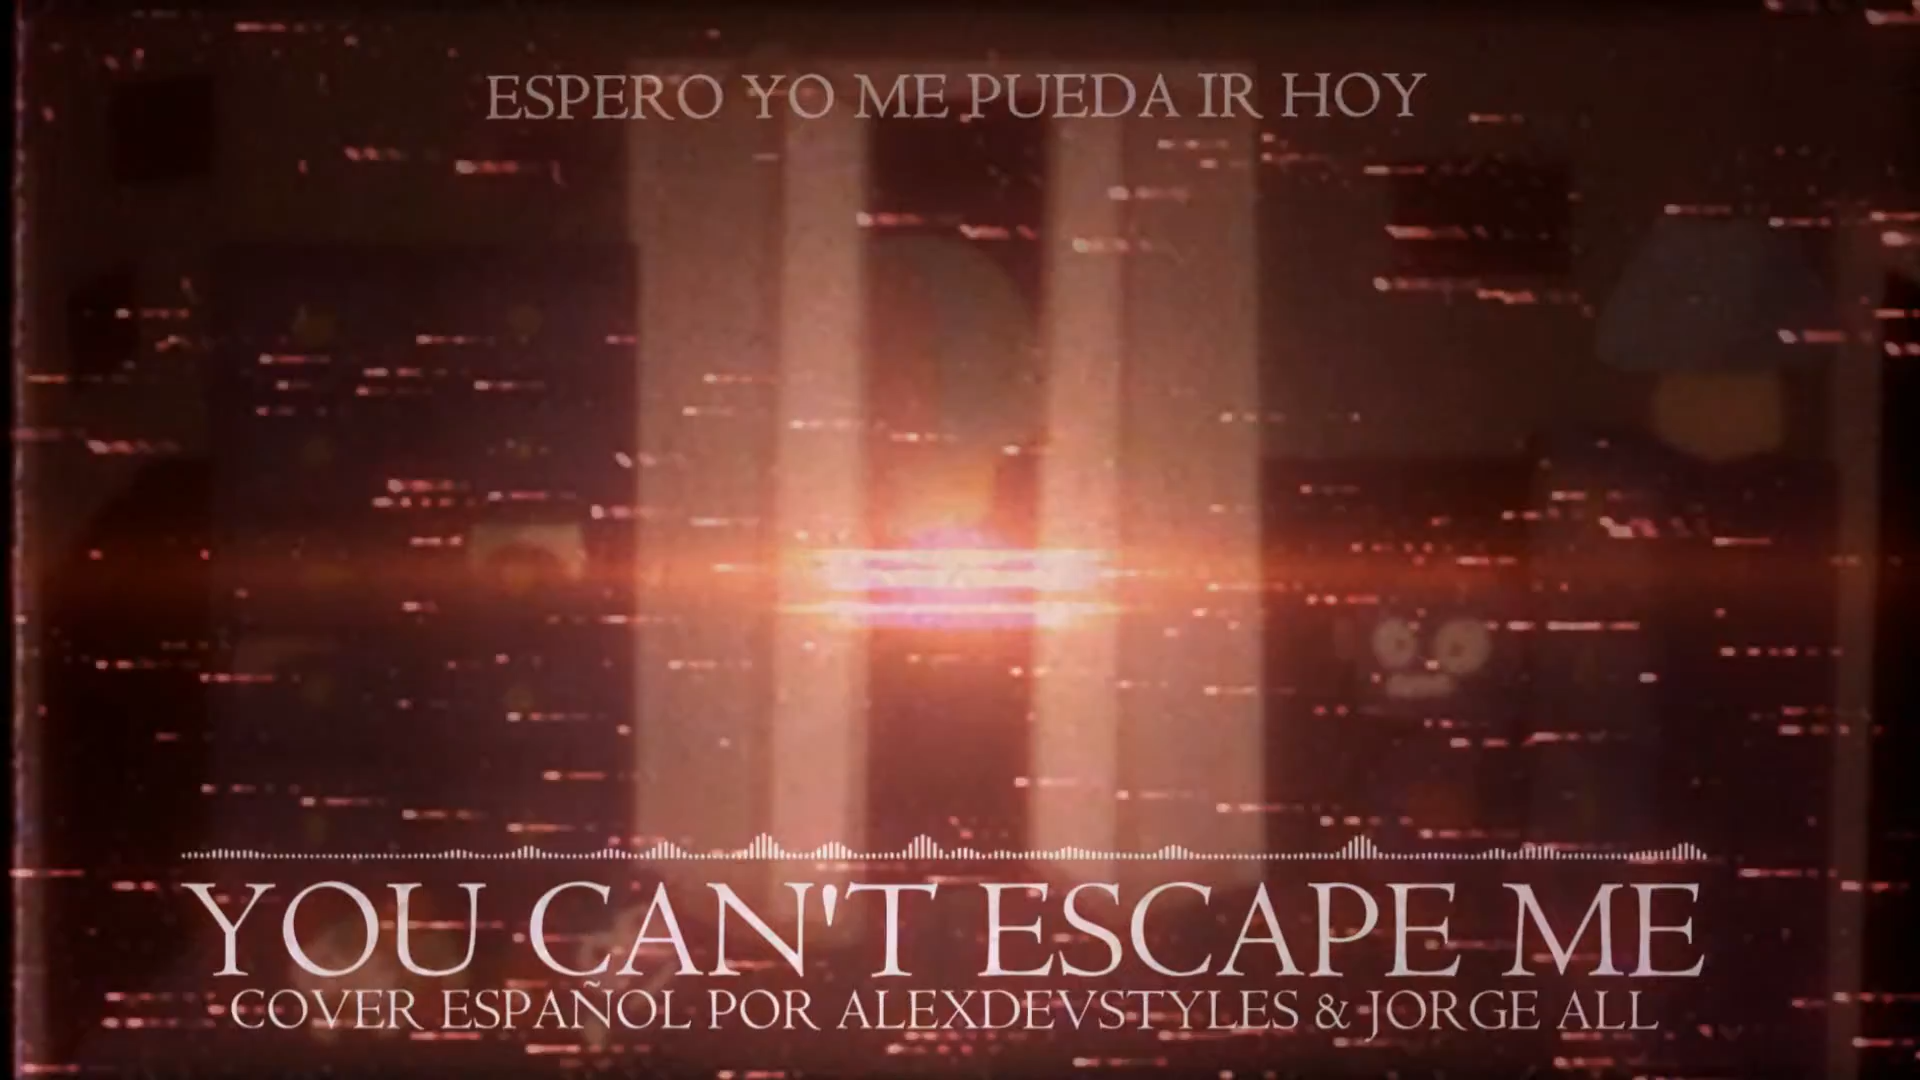 ESPERO YO ME PUEDA IR HOY
YOU CAN'T ESCAPE ME
COVER ESPAÑOL POR ALEXDEVSTYLES & JORGE ALL